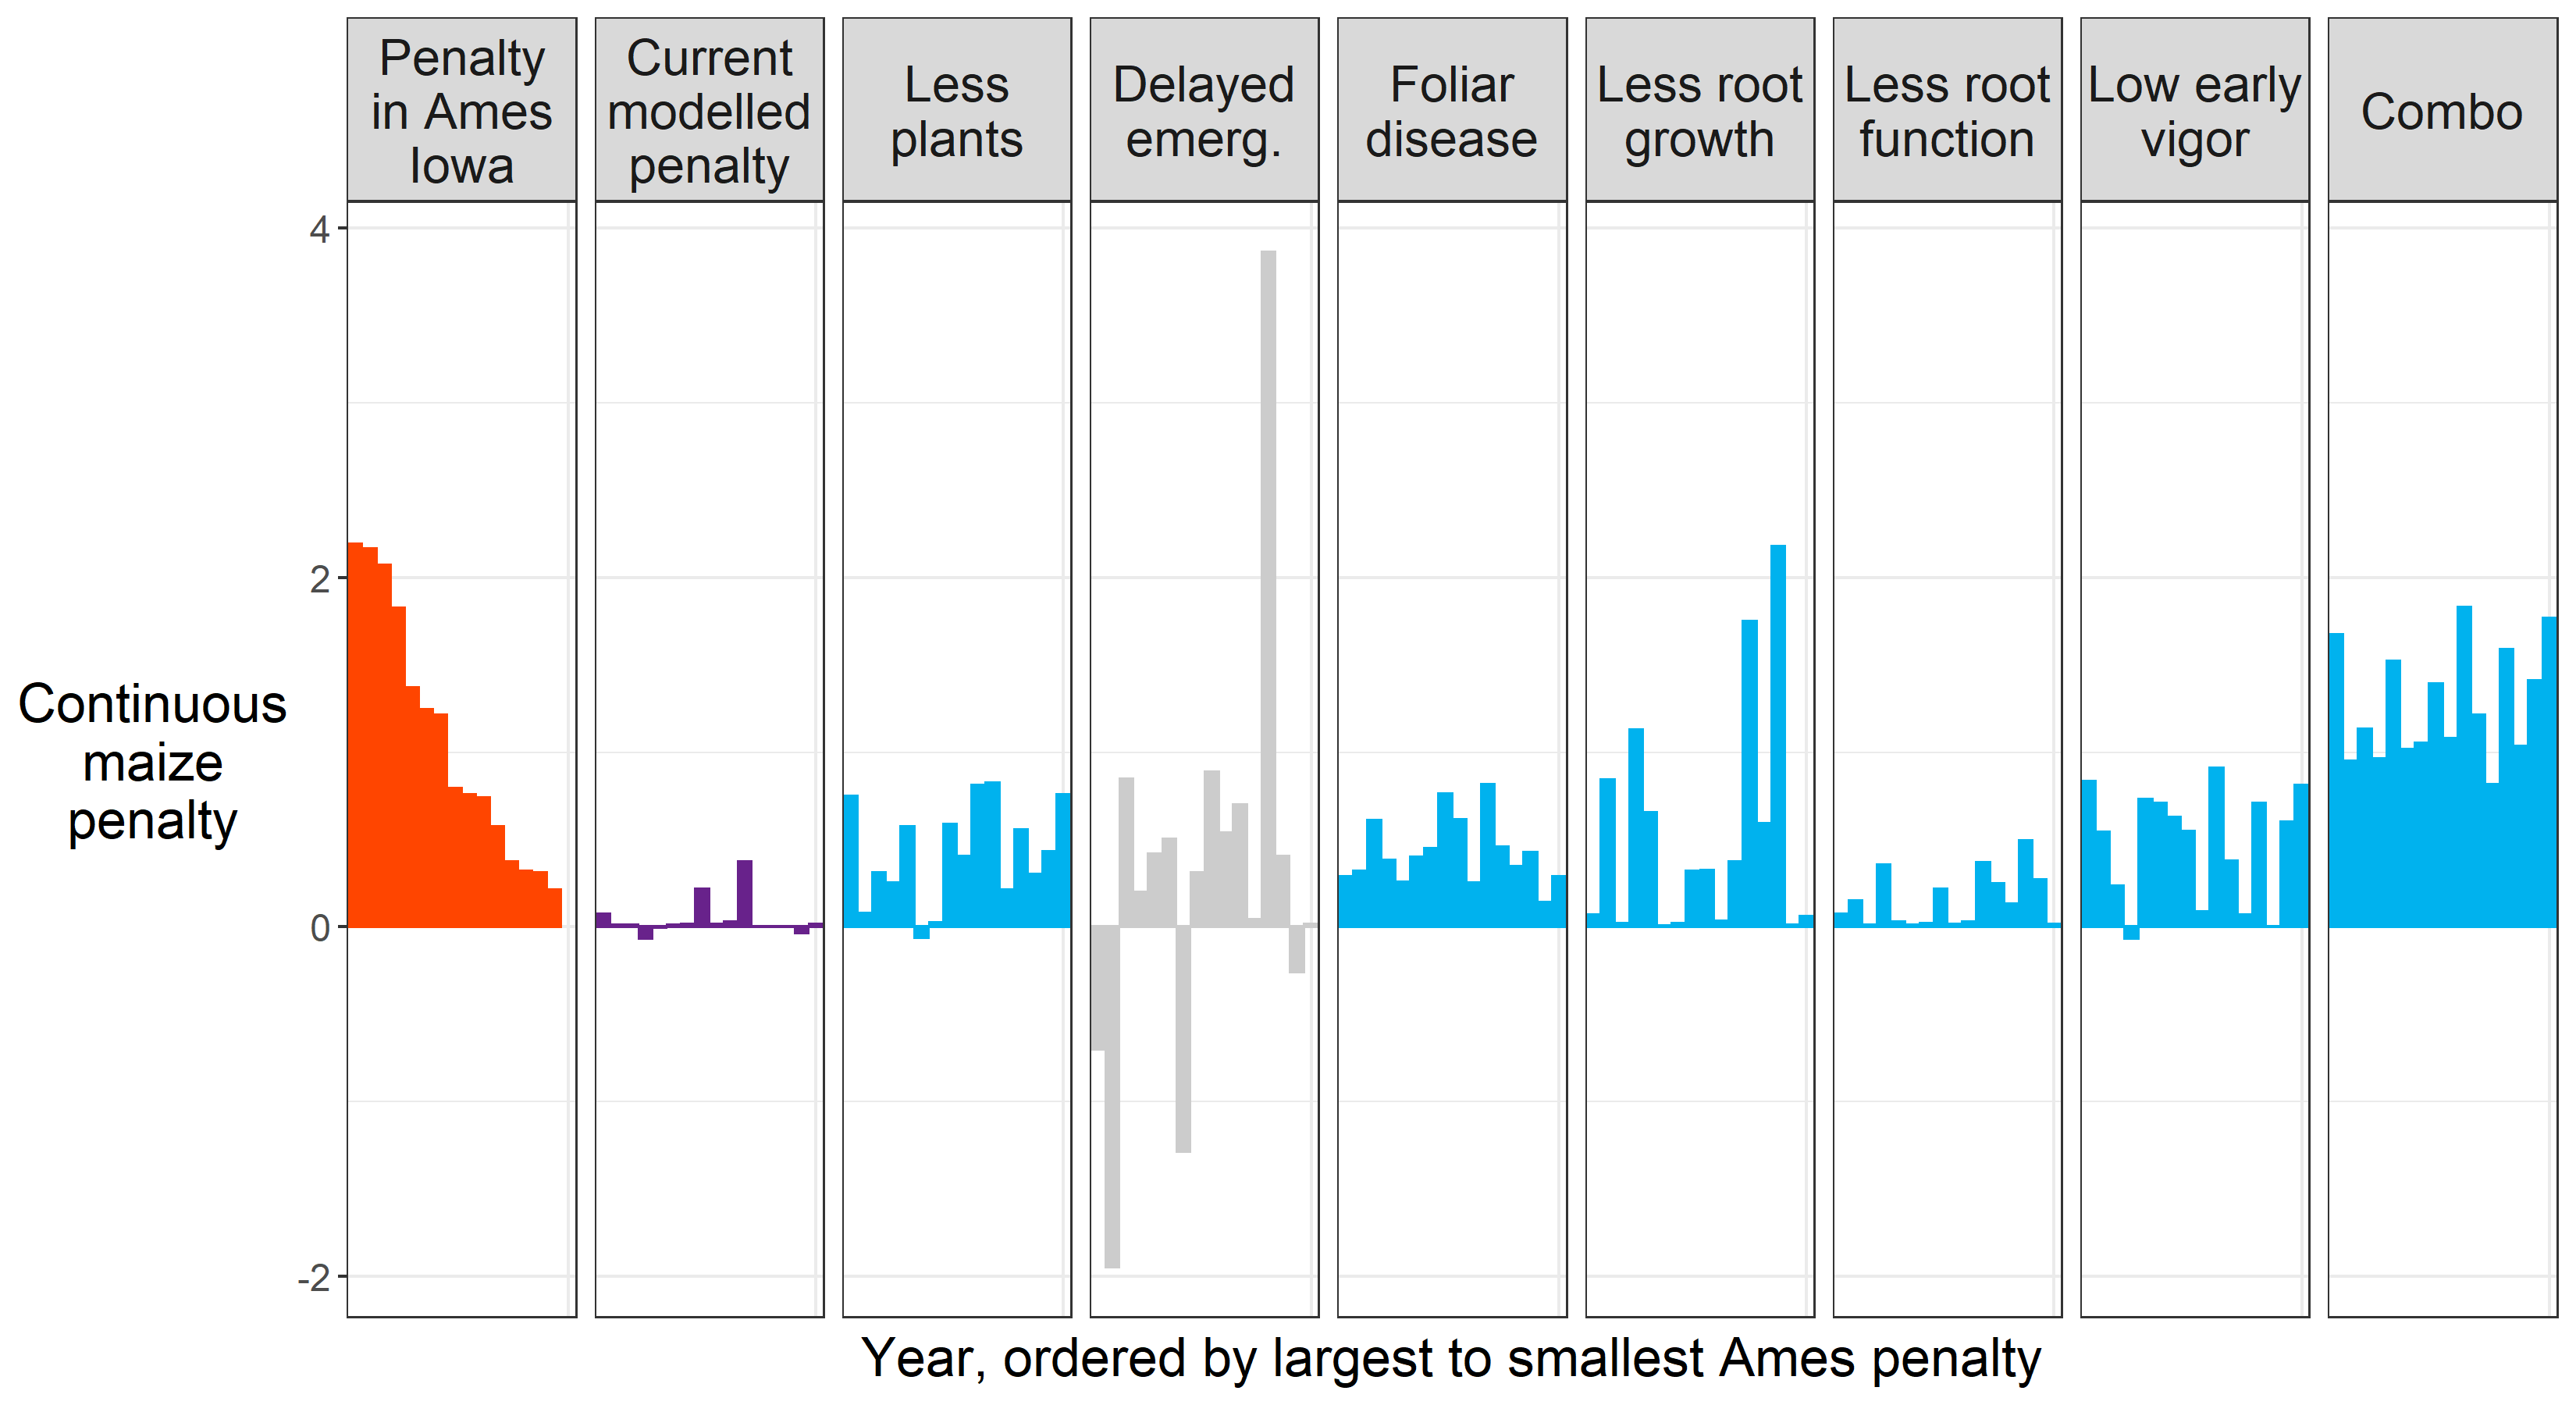 Penalty
in Ames
Iowa
Current
modelled
penalty
Less
plants
Delayed
emerg.
Foliar
disease
Less root
growth
Less root
function
Low early
vigor
Combo
4
2
0
-2
Continuous
maize
penalty
Year, ordered by largest to smallest Ames penalty